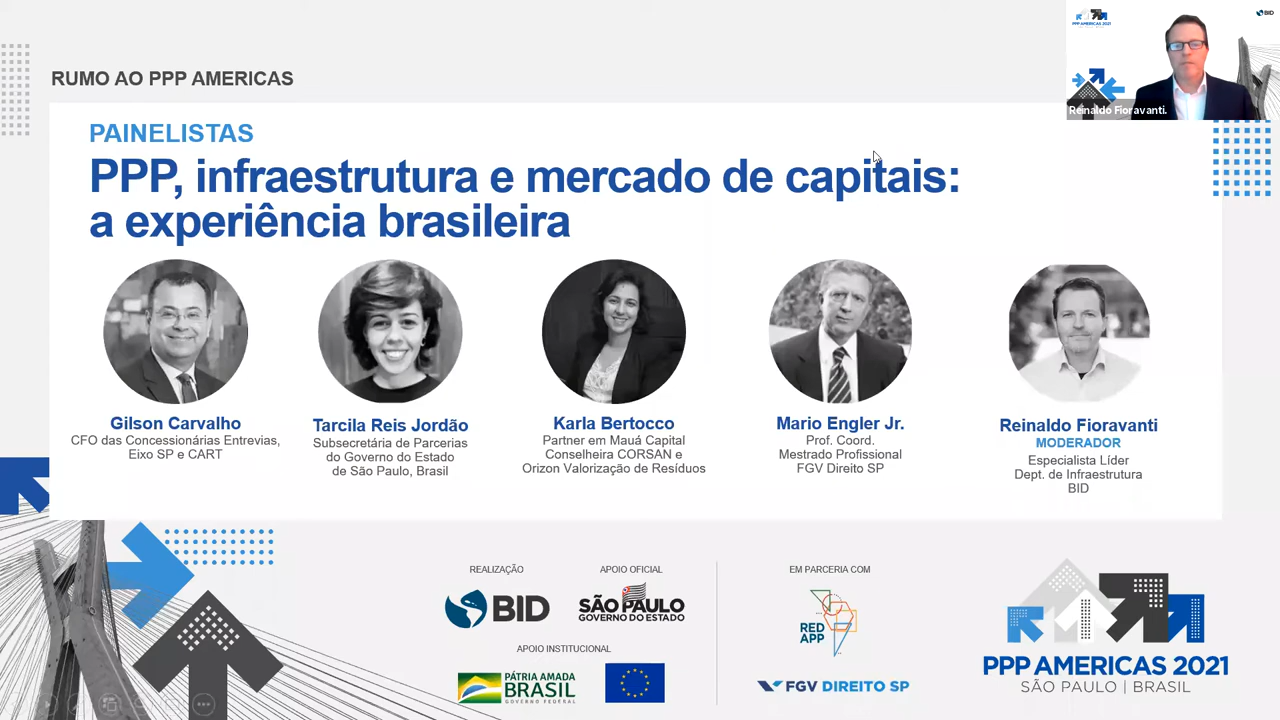 PPP AMERICAS 2021
BID
Reinaldo Fioravanti.
RUMO AO PPP AMERICAS
PAINELISTAS
PPP, infraestrutura e mercado de capitais:
a experiência brasileira
Gilson Carvalho
CFO das Concessionárias Entrevias,
Eixo SP e CART
Tarcila Reis Jordão
Subsecretária de Parcerias
do Governo do Estado
de São Paulo, Brasil
Karla Bertocco
Partner em Mauá Capital
Conselheira CORSAN e
Orizon Valorização de Resíduos
Mario Engler Jr.
Prof. Coord.
Mestrado Profissional
FGV Direito SP
Reinaldo Fioravanti
MODERADOR
Especialista Líder
Dept. de Infraestrutura
BID
REALIZAÇÃO
BID
APOIO OFICIAL
SÃO PAULO
GOVERNO DO ESTADO
APOIO INSTITUCIONAL
PÁTRIA AMADA
BRASIL
GOVERNO FEDERAL
EM PARCERIA COM
RED
APP
FGV DIREITO SP
PPP AMERICAS 2021
SÃO PAULO | BRASIL